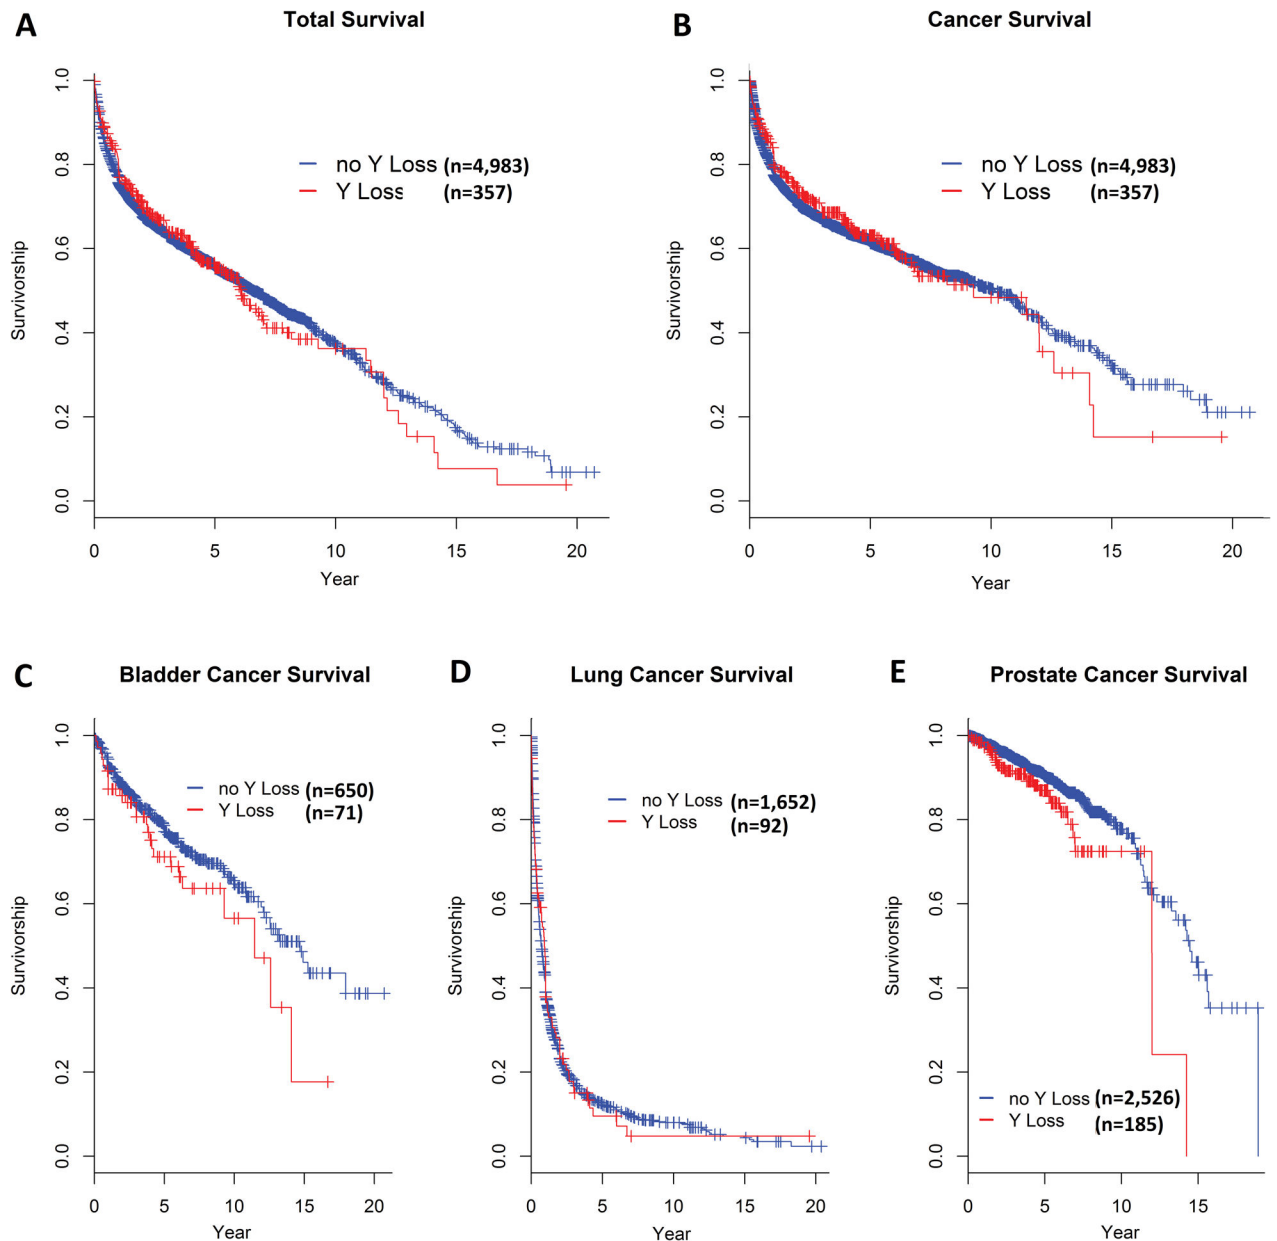 A
Total Survival
1.0
0.8
0.6
0.4
0.2
0.0
Survivorship
no Y Loss (n=4,983)
Y Loss (n=357)
0 5 10 15 20
Year
B
Cancer Survival
1.0
0.8
0.6
0.4
0.2
0.0
Survivorship
no Y Loss (n=4,983)
Y Loss (n=357)
0 5 10 15 20
Year
C
Bladder Cancer Survival
1.0
0.8
0.6
0.4
0.2
0.0
Survivorship
no Y Loss (n=650)
Y Loss (n=71)
0 5 10 15 20
Year
D
Lung Cancer Survival
1.0
0.8
0.6
0.4
0.2
0.0
Survivorship
no Y Loss (n=1,652)
Y Loss (n=92)
0 5 10 15 20
Year
E
Prostate Cancer Survival
1.0
0.8
0.6
0.4
0.2
0.0
Survivorship
no Y Loss (n=2,526)
Y Loss (n=185)
0 5 10 15
Year